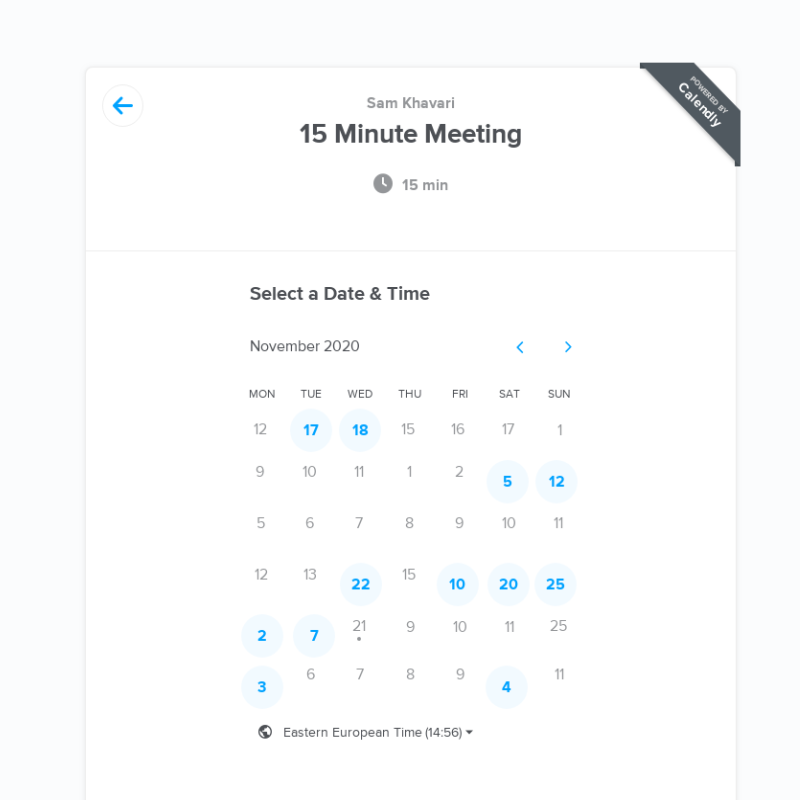 Sam Khavari
15 Minute Meeting
POWERED BY
Calendly
15 min
Select a Date & Time
November 2020
MON TUE WED THU FRI SAT SUN
12 17 18 15 16 17 1
9 10 11 1 2 5 12
5 6 7 8 9 10 11
12 13 22 15 10 20 25
2 7 21 9 10 11 25
3 6 7 8 9 4 11
Eastern European Time (14:56)